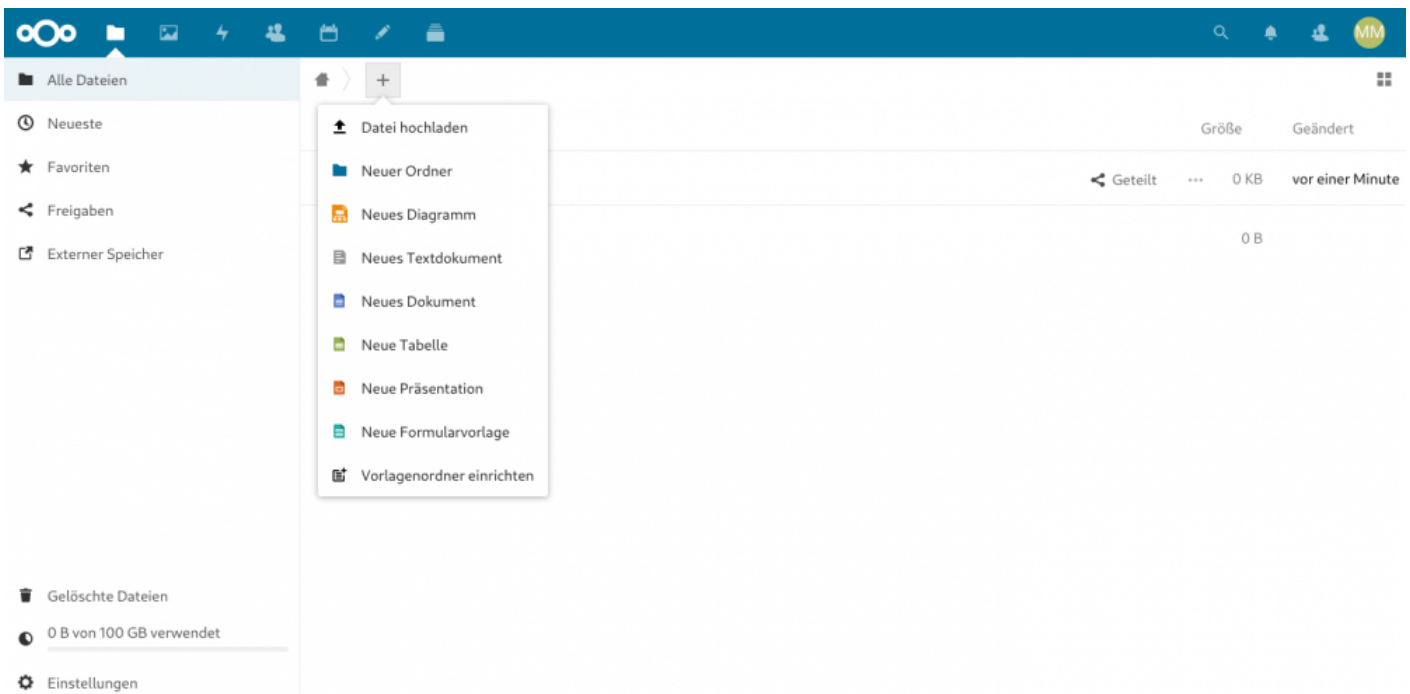 MM
Alle Dateien
Neueste
Favoriten
Freigaben
Externer Speicher
Datei hochladen
Neuer Ordner
Neues Diagramm
Neues Textdokument
Neues Dokument
Neue Tabelle
Neue Präsentation
Neue Formularvorlage
Vorlagenordner einrichten
Größe Geändert
Geteilt ... 0 KB vor einer Minute
0 B
Gelöschte Dateien
0 B von 100 GB verwendet
Einstellungen